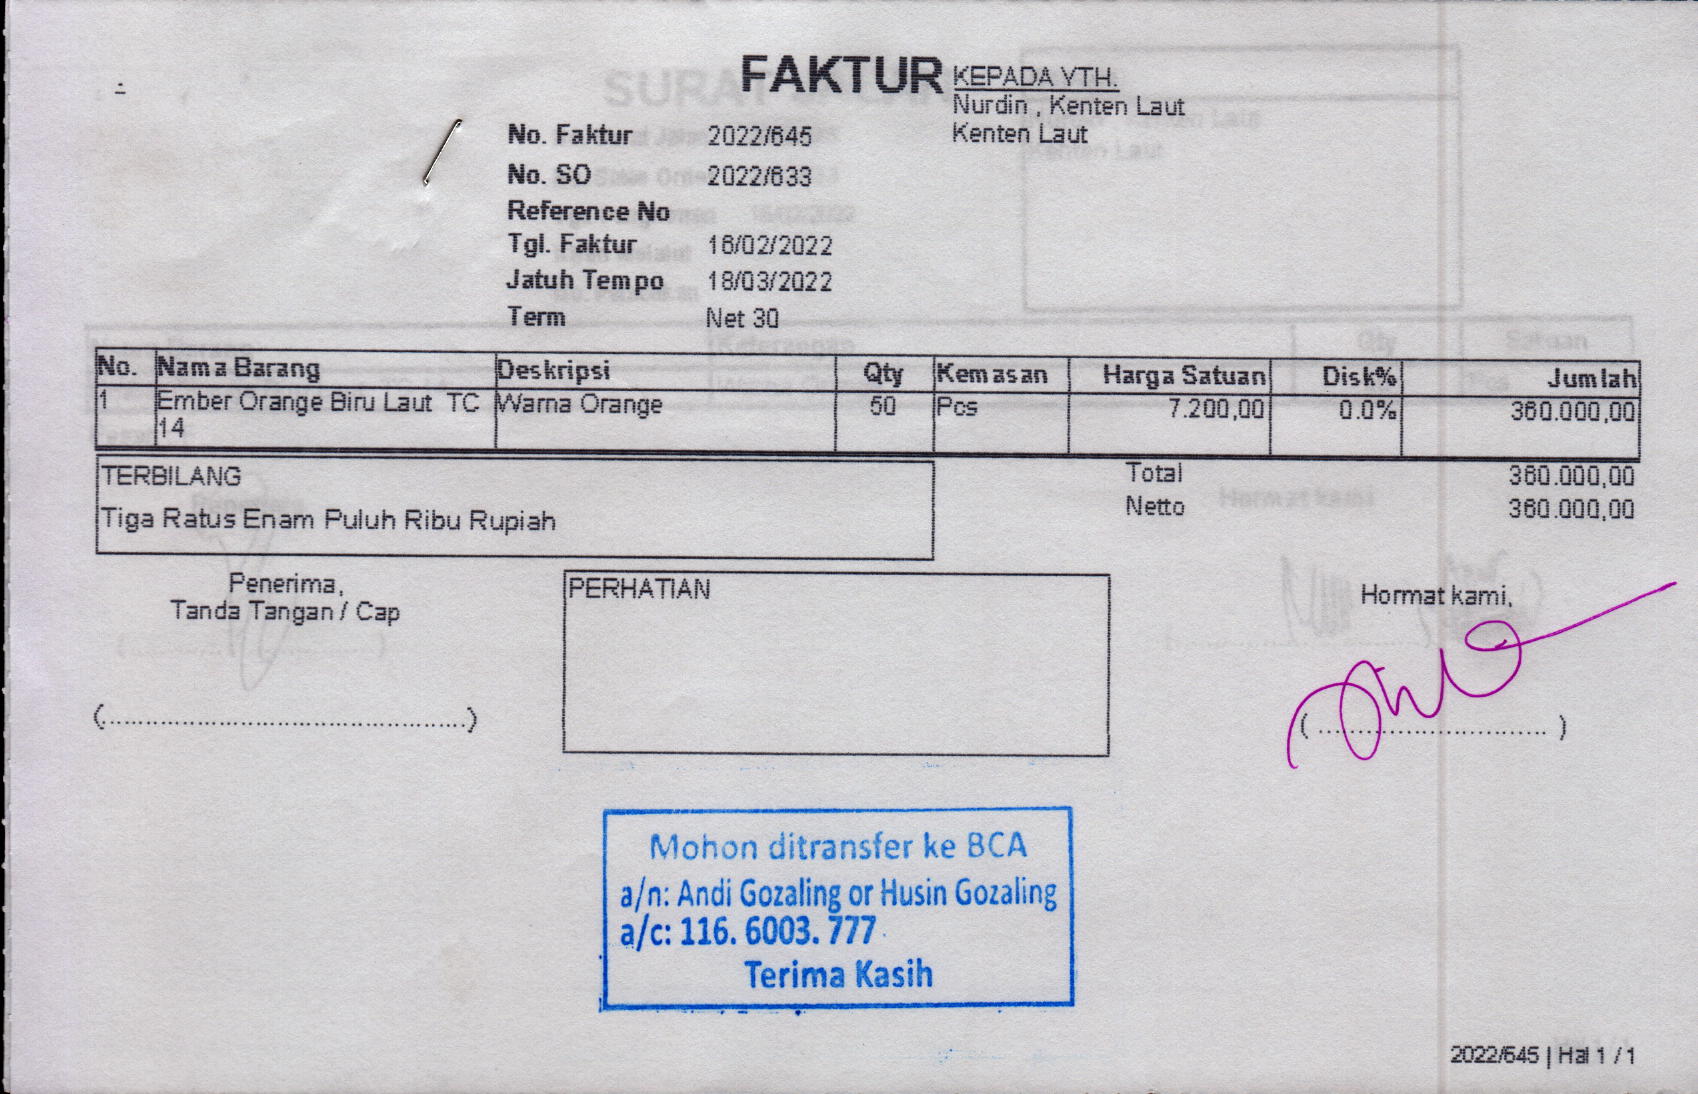 FAKTUR
KEPADA YTH.
Nurdin , Kenten Laut
Kenten Laut
No. Faktur 2022/645
No. SO 2022/633
Reference No
Tgl. Faktur 16/02/2022
Jatuh Tempo 18/03/2022
Term Net 30
No. Nama Barang Deskripsi Qty Kemasan Harga Satuan Disk% Jumlah
1 Ember Orange Biru Laut TC Warna Orange 50 Pcs 7.200,00 0.0% 360.000,00
14
TERBILANG
Tiga Ratus Enam Puluh Ribu Rupiah
Total 360.000,00
Netto 360.000,00
Penerima,
Tanda Tangan / Cap
(................................................)
PERHATIAN
Hormat kami,
( .............................. )
Mohon ditransfer ke BCA
a/n: Andi Gozaling or Husin Gozaling
a/c: 116. 6003. 777
Terima Kasih
2022/645 | Hal 1 / 1